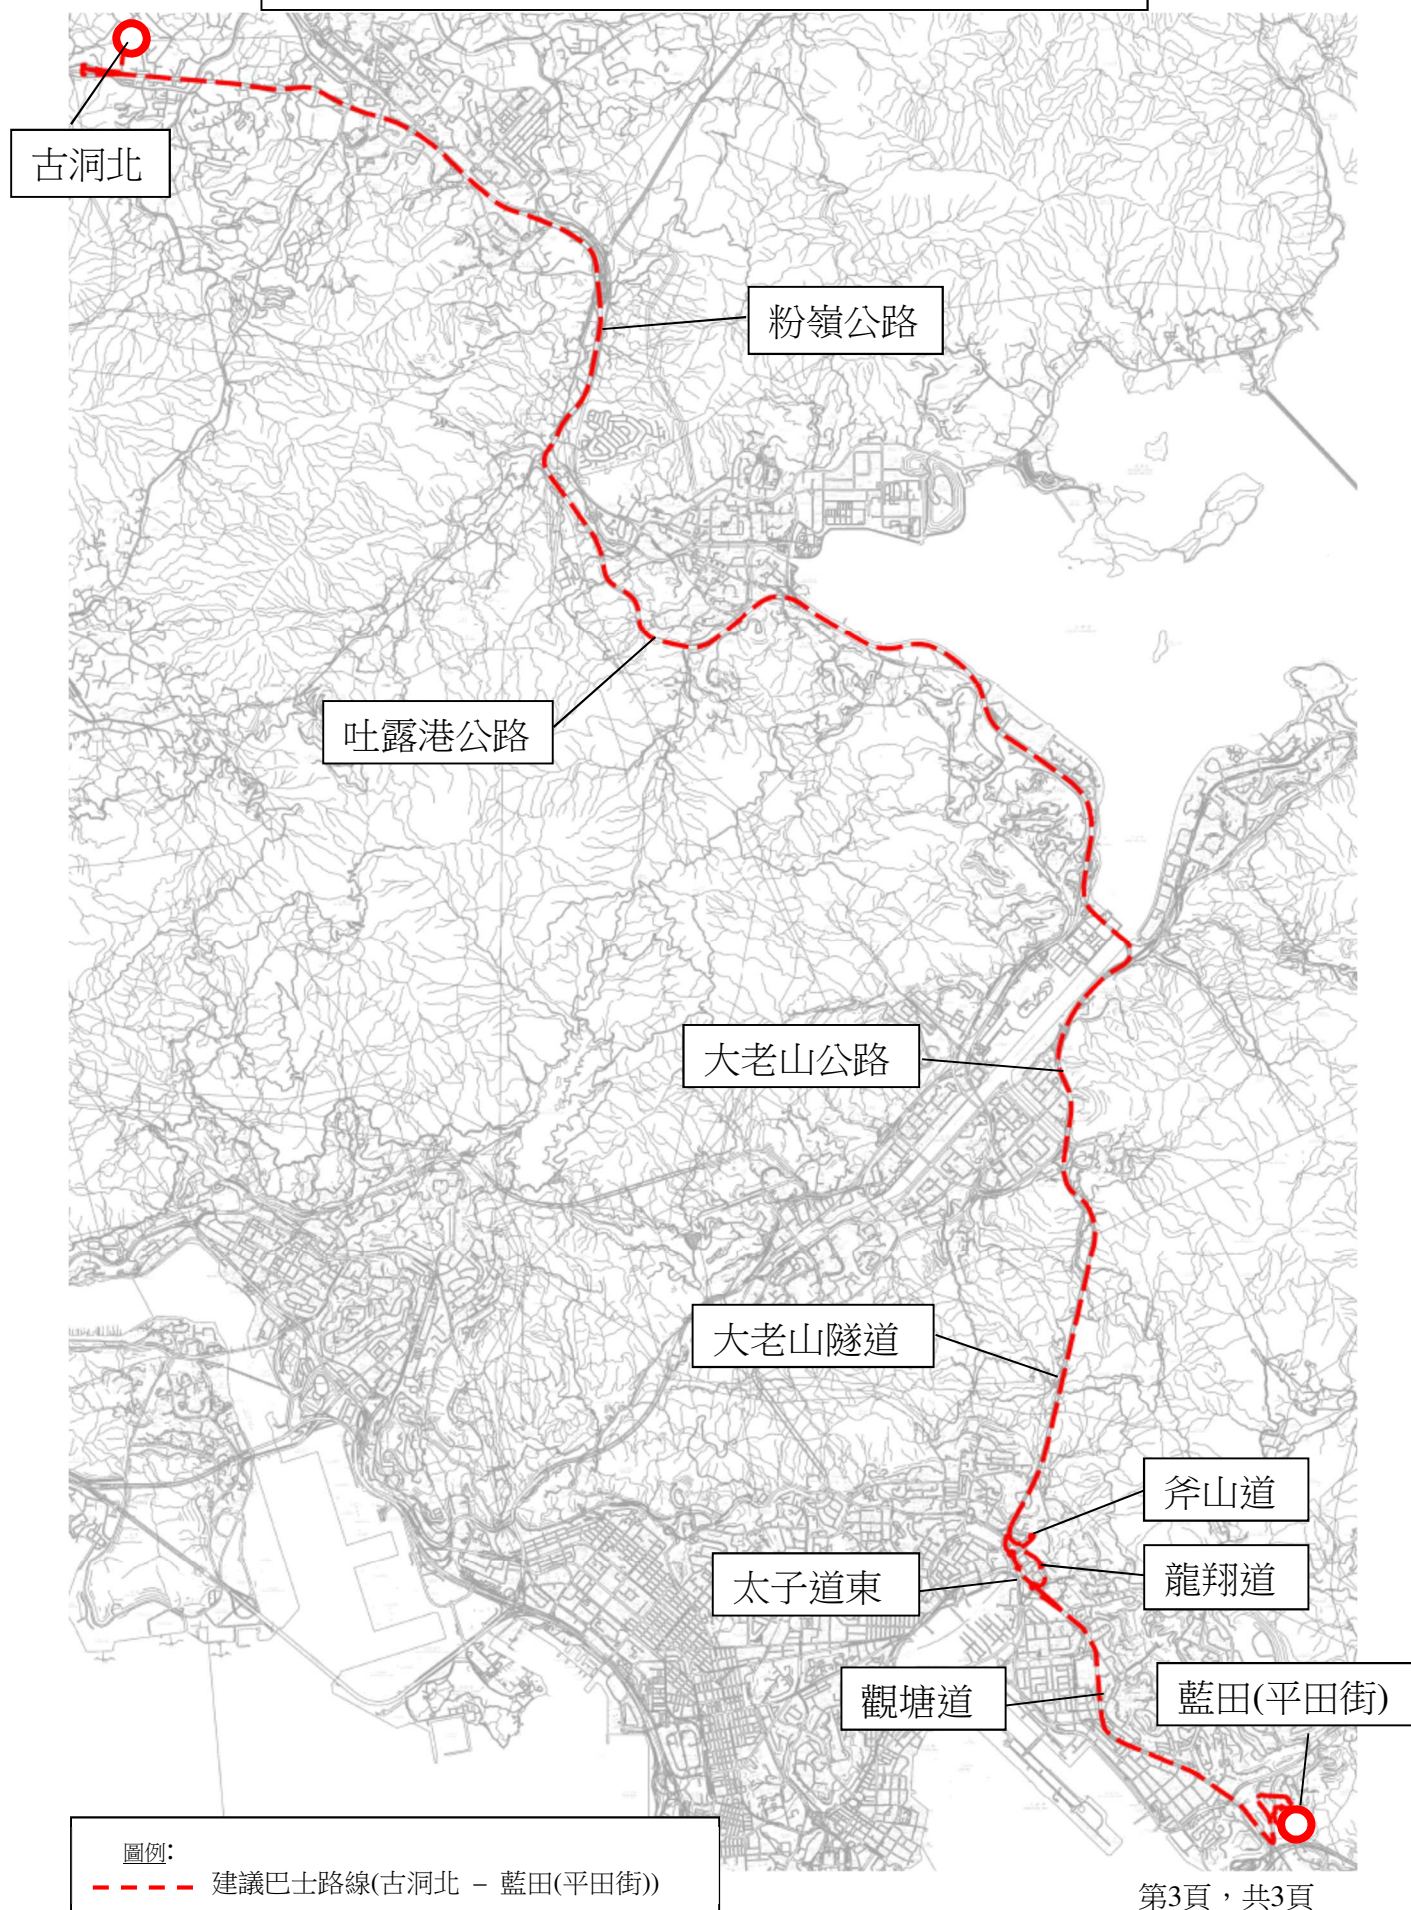 古洞北
粉嶺公路
吐露港公路
大老山公路
大老山隧道
斧山道
太子道東
龍翔道
觀塘道
藍田(平田街)
圖例:
建議巴士路線(古洞北 – 藍田(平田街))
第3頁，共3頁